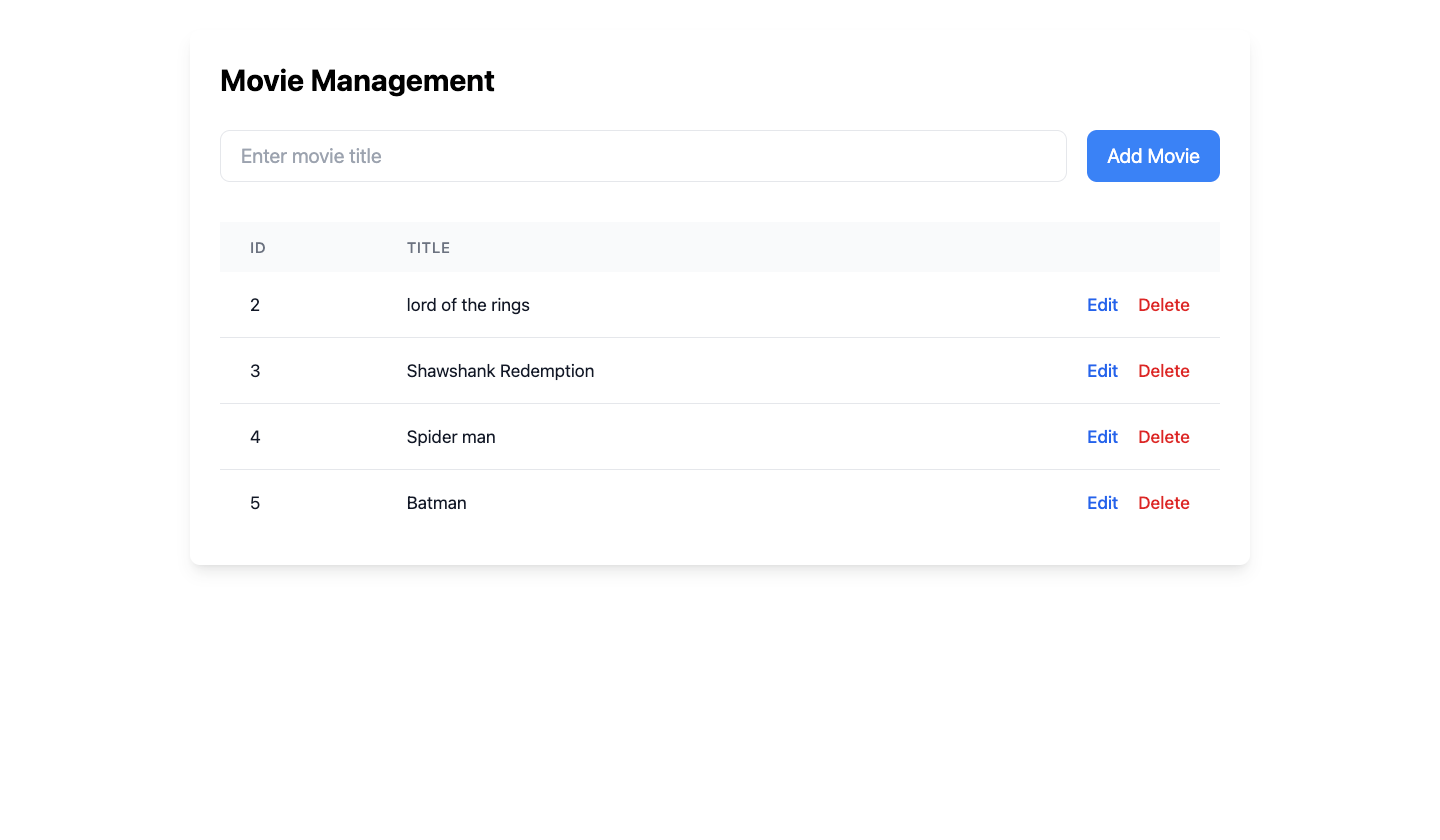 Movie Management
Enter movie title Add Movie
ID TITLE
2 lord of the rings Edit Delete
3 Shawshank Redemption Edit Delete
4 Spider man Edit Delete
5 Batman Edit Delete